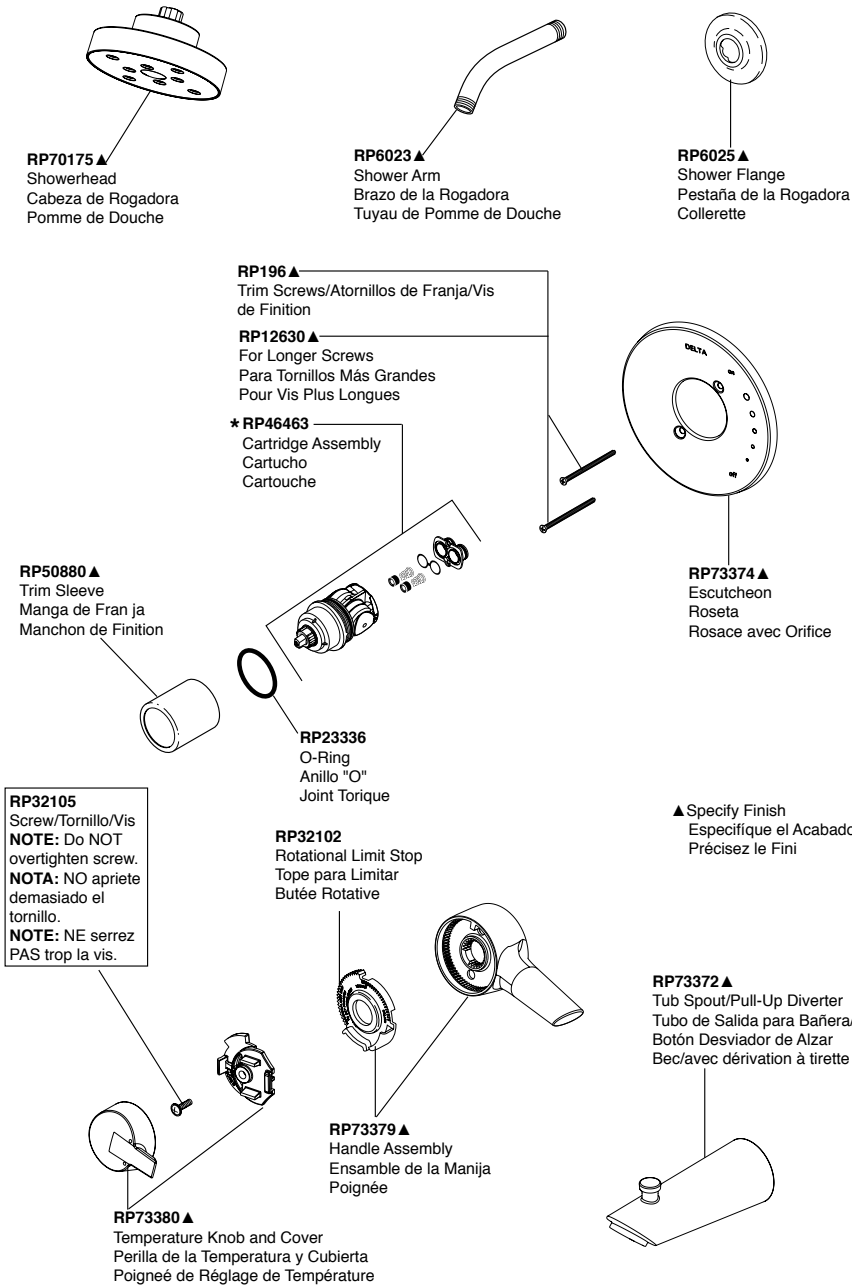 RP70175▲
Showerhead
Cabeza de Rogadora
Pomme de Douche
RP6023▲
Shower Arm
Brazo de la Rogadora
Tuyau de Pomme de Douche
RP6025▲
Shower Flange
Pestaña de la Rogadora
Collerette
RP196▲
Trim Screws/Atornillos de Franja/Vis
de Finition
RP12630▲
For Longer Screws
Para Tornillos Más Grandes
Pour Vis Plus Longues
*RP46463
Cartridge Assembly
Cartucho
Cartouche
DELTA
on
off
RP73374▲
Escutcheon
Roseta
Rosace avec Orifice
RP50880▲
Trim Sleeve
Manga de Fran ja
Manchon de Finition
RP23336
O-Ring
Anillo "O"
Joint Torique
RP32105
Screw/Tornillo/Vis
NOTE: Do NOT
overtighten screw.
NOTA: NO apriete
demasiado el
tornillo.
NOTE: NE serrez
PAS trop la vis.
RP32102
Rotational Limit Stop
Tope para Limitar
Butée Rotative
▲Specify Finish
Especifíque el Acabado
Précisez le Fini
RP73372▲
Tub Spout/Pull-Up Diverter
Tubo de Salida para Bañera/
Botón Desviador de Alzar
Bec/avec dérivation à tirette
RP73379▲
Handle Assembly
Ensamble de la Manija
Poignée
RP73380▲
Temperature Knob and Cover
Perilla de la Temperatura y Cubierta
Poigneé de Réglage de Température